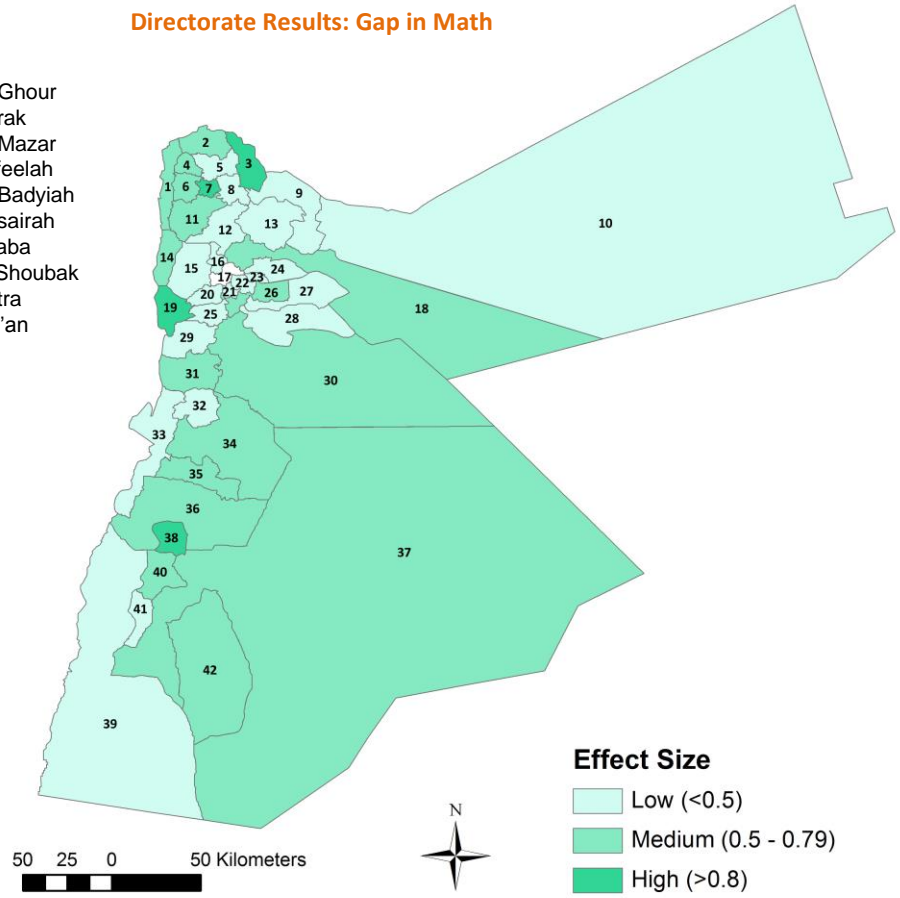 Directorate Results: Gap in Math
Ghour
rak
Mazar
feelah
Badyiah
sairah
aba
Shoubak
tra
'an
2
3
4
5
1
6
7
8
9
10
11
12
13
14
15
16
17
22
23
24
20
21
26
27
18
19
25
28
29
31
30
32
33
34
35
36
38
37
40
41
42
39
Effect Size
Low (<0.5)
Medium (0.5 - 0.79)
High (>0.8)
N
50 25 0 50 Kilometers